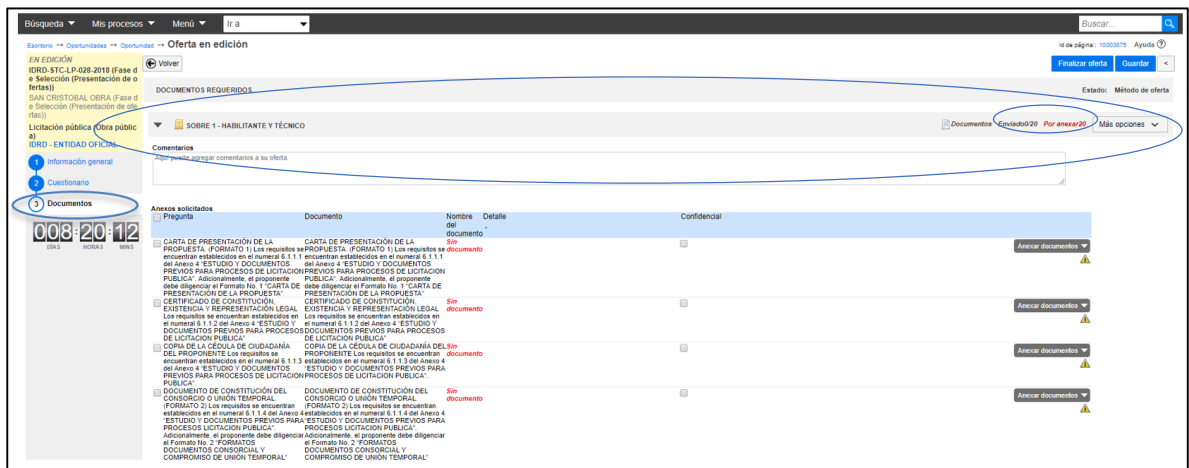 Búsqueda Mis procesos Menú Ir a Buscar...
Escritorio → Oportunidades → Oportunidad → Oferta en edición Id de página: 10003875 Ayuda ?
EN EDICIÓN
IDRD-STC-LP-028-2018 (Fase d
e Selección (Presentación de o
fertas))
SAN CRISTOBAL OBRA (Fase d
e Selección (Presentación de ofe
rtas))
Licitación pública (Obra públic
a)
IDRD - ENTIDAD OFICIAL
1 Información general
2 Cuestionario
3 Documentos
008:20:12
DÍAS HORAS MINS
Volver Finalizar oferta Guardar <
DOCUMENTOS REQUERIDOS Estado: Método de oferta
SOBRE 1 - HABILITANTE Y TÉCNICO Documentos Enviado0/20 Por anexar20 Más opciones
Comentarios
Aquí puede agregar comentarios a su oferta.
Anexos solicitados
Pregunta Documento Nombre del documento Detalle Confidencial
CARTA DE PRESENTACIÓN DE LA
PROPUESTA. (FORMATO 1) Los requisitos se
encuentran establecidos en el numeral 6.1.1.1
del Anexo 4 "ESTUDIO Y DOCUMENTOS
PREVIOS PARA PROCESOS DE LICITACION
PUBLICA". Adicionalmente, el proponente
debe diligenciar el Formato No. 1 "CARTA DE
PRESENTACIÓN DE LA PROPUESTA"
CARTA DE PRESENTACIÓN DE LA
PROPUESTA. (FORMATO 1) Los requisitos se
encuentran establecidos en el numeral 6.1.1.1
del Anexo 4 "ESTUDIO Y DOCUMENTOS
PREVIOS PARA PROCESOS DE LICITACION
PUBLICA". Adicionalmente, el proponente
debe diligenciar el Formato No. 1 "CARTA DE
PRESENTACIÓN DE LA PROPUESTA"
Sin
documento
Anexar documentos
CERTIFICADO DE CONSTITUCIÓN,
EXISTENCIA Y REPRESENTACIÓN LEGAL
Los requisitos se encuentran establecidos en
el numeral 6.1.1.2 del Anexo 4 "ESTUDIO Y
DOCUMENTOS PREVIOS PARA PROCESOS
DE LICITACION PUBLICA"
CERTIFICADO DE CONSTITUCIÓN,
EXISTENCIA Y REPRESENTACIÓN LEGAL
Los requisitos se encuentran establecidos en
el numeral 6.1.1.2 del Anexo 4 "ESTUDIO Y
DOCUMENTOS PREVIOS PARA PROCESOS
DE LICITACION PUBLICA"
Sin
documento
Anexar documentos
COPIA DE LA CÉDULA DE CIUDADANÍA
DEL PROPONENTE Los requisitos se
encuentran establecidos en el numeral 6.1.1.3
del Anexo 4 "ESTUDIO Y DOCUMENTOS
PREVIOS PARA PROCESOS DE LICITACION
PUBLICA".
COPIA DE LA CÉDULA DE CIUDADANÍA DEL
PROPONENTE Los requisitos se encuentran
establecidos en el numeral 6.1.1.3 del Anexo 4
"ESTUDIO Y DOCUMENTOS PREVIOS PARA
PROCESOS DE LICITACION PUBLICA".
Sin
documento
Anexar documentos
DOCUMENTO DE CONSTITUCIÓN DEL
CONSORCIO O UNIÓN TEMPORAL.
(FORMATO 2) Los requisitos se encuentran
establecidos en el numeral 6.1.1.4 del Anexo 4
"ESTUDIO Y DOCUMENTOS PREVIOS PARA
PROCESOS LICITACION PUBLICA".
Adicionalmente, el proponente debe diligenciar
el Formato No. 2 "FORMATOS
DOCUMENTOS CONSORCIAL Y
COMPROMISO DE UNIÓN TEMPORAL"
DOCUMENTO DE CONSTITUCIÓN DEL
CONSORCIO O UNIÓN TEMPORAL.
(FORMATO 2) Los requisitos se encuentran
establecidos en el numeral 6.1.1.4 del Anexo 4
"ESTUDIO Y DOCUMENTOS PREVIOS PARA
PROCESOS LICITACION PUBLICA".
Adicionalmente, el proponente debe diligenciar
el Formato No. 2 "FORMATOS
DOCUMENTOS CONSORCIAL Y
COMPROMISO DE UNIÓN TEMPORAL"
Sin
documento
Anexar documentos